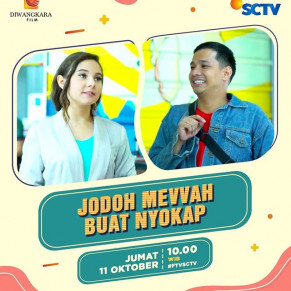 DIWANGKARA
FILM
SCTV
JODOH MEVVAH
BUAT NYOKAP
JUMAT
11 OKTOBER
10.00
WIB
#FTVSCTV